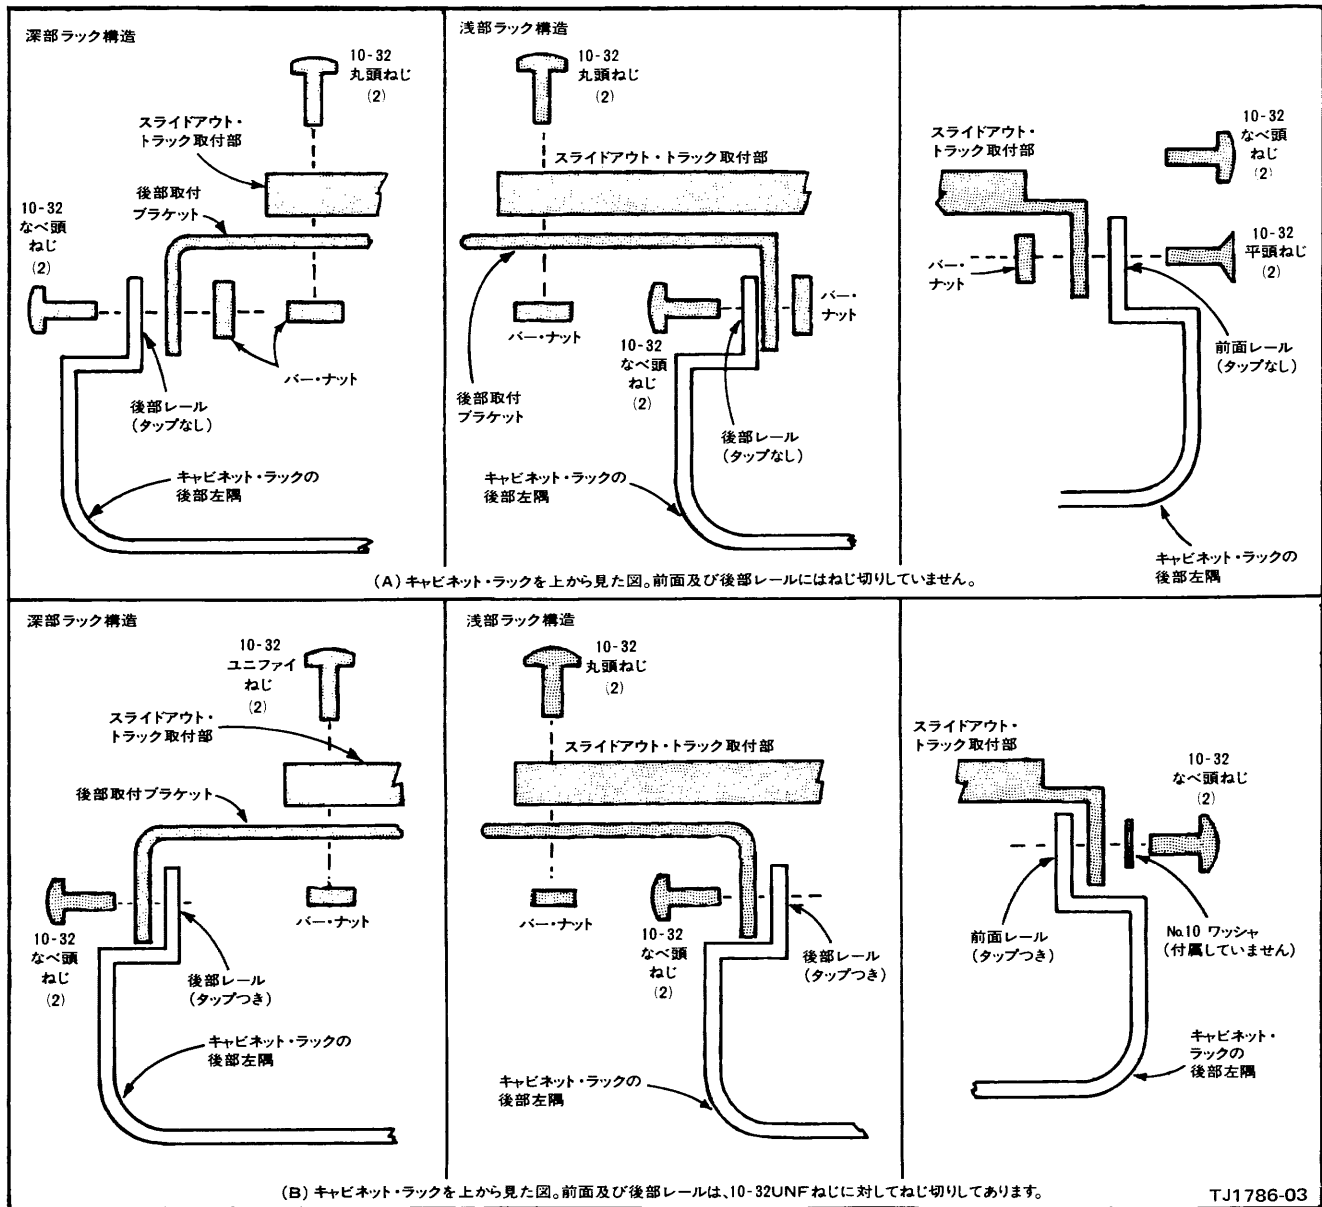 深部ラック構造
10-32
丸頭ねじ
(2)
スライドアウト・
トラック取付部
後部取付
ブラケット
10-32
なべ頭
ねじ
(2)
バー・ナット
後部レール
(タップなし)
キャビネット・ラックの
後部左隅
浅部ラック構造
10-32
丸頭ねじ
(2)
スライドアウト・トラック取付部
バー・ナット
10-32
なべ頭
ねじ
(2)
バー・
ナット
後部取付
ブラケット
後部レール
(タップなし)
キャビネット・ラックの
後部左隅
スライドアウト・
トラック取付部
10-32
なべ頭
ねじ
(2)
10-32
平頭ねじ
(2)
バー・
ナット
前面レール
(タップなし)
キャビネット・ラックの
後部左隅
(A) キャビネット・ラックを上から見た図。前面及び後部レールにはねじ切りしていません。
深部ラック構造
10-32
ユニファイ
ねじ
(2)
スライドアウト・
トラック取付部
後部取付ブラケット
バー・ナット
10-32
なべ頭
ねじ
(2)
後部レール
(タップつき)
キャビネット・ラックの
後部左隅
浅部ラック構造
10-32
丸頭ねじ
(2)
スライドアウト・トラック取付部
バー・ナット
10-32
なべ頭
ねじ
(2)
後部レール
(タップつき)
キャビネット・ラックの
後部左隅
スライドアウト・
トラック取付部
10-32
なべ頭ねじ
(2)
前面レール
(タップつき)
No.10 ワッシャ
(付属していません)
キャビネット・
ラックの
後部左隅
(B) キャビネット・ラックを上から見た図。前面及び後部レールは、10-32UNFねじに対してねじ切りしてあります。
TJ1786-03